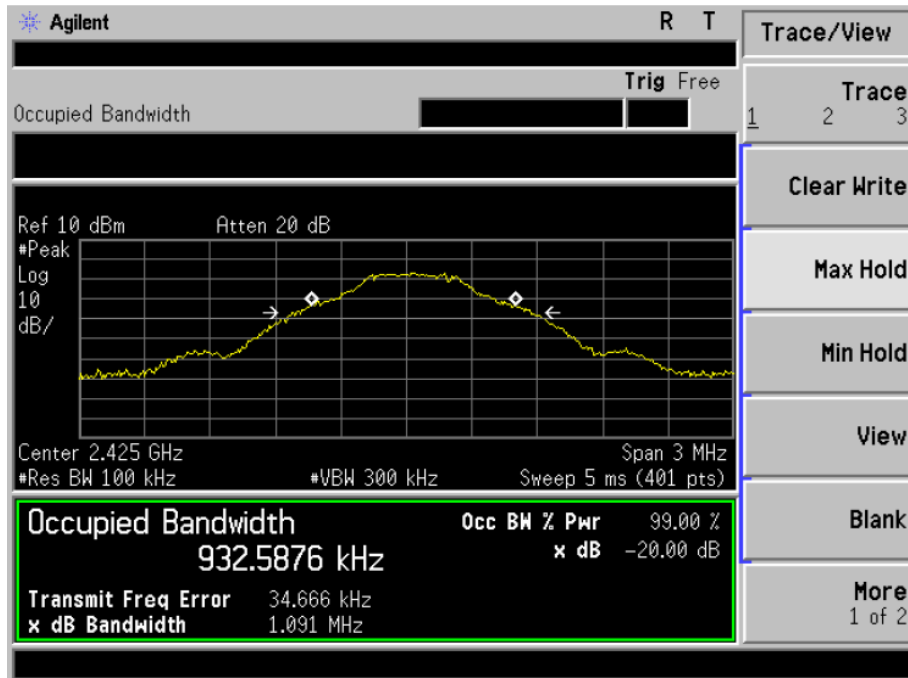 Agilent
R T
Trace/View
Trig Free
Occupied Bandwidth
Trace
1 2 3
Clear Write
Max Hold
Min Hold
View
Blank
More
1 of 2
Ref 10 dBm Atten 20 dB
#Peak
Log
10
dB/
Center 2.425 GHz Span 3 MHz
#Res BW 100 kHz #VBW 300 kHz Sweep 5 ms (401 pts)
Occupied Bandwidth
932.5876 kHz
Occ BW % Pwr 99.00 %
x dB -20.00 dB
Transmit Freq Error 34.666 kHz
x dB Bandwidth 1.091 MHz